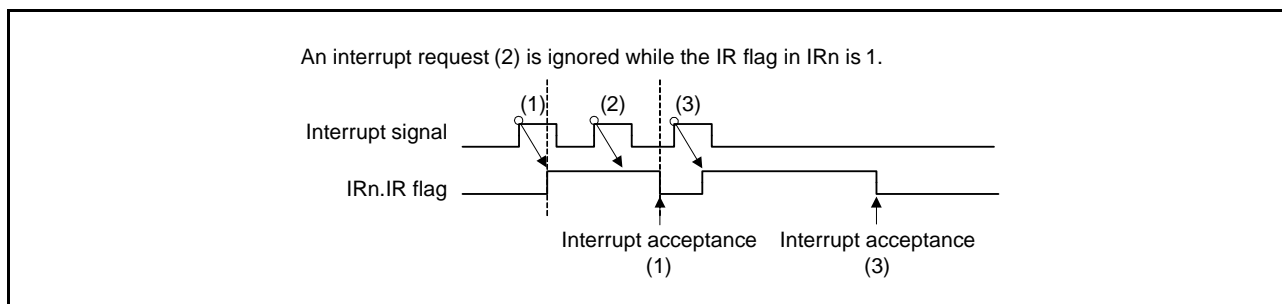 An interrupt request (2) is ignored while the IR flag in IRn is 1.
(1) (2) (3)
Interrupt signal
IRn.IR flag
Interrupt acceptance Interrupt acceptance
(1) (3)